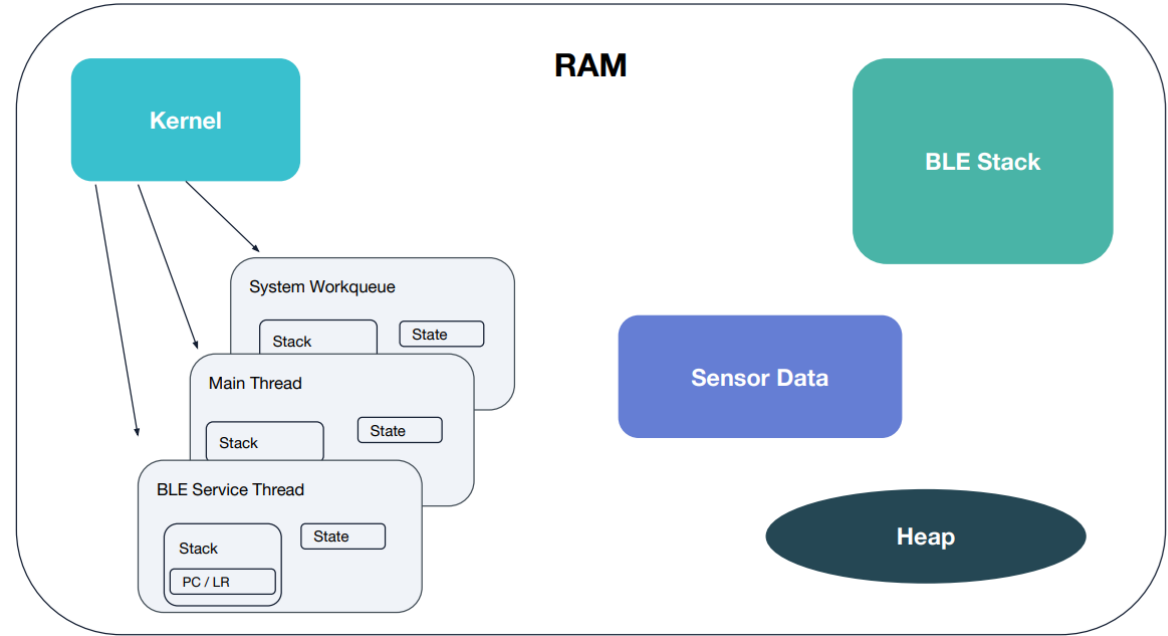 RAM
Kernel
BLE Stack
System Workqueue
Stack
State
Main Thread
Stack
State
BLE Service Thread
Stack
State
PC / LR
Sensor Data
Heap